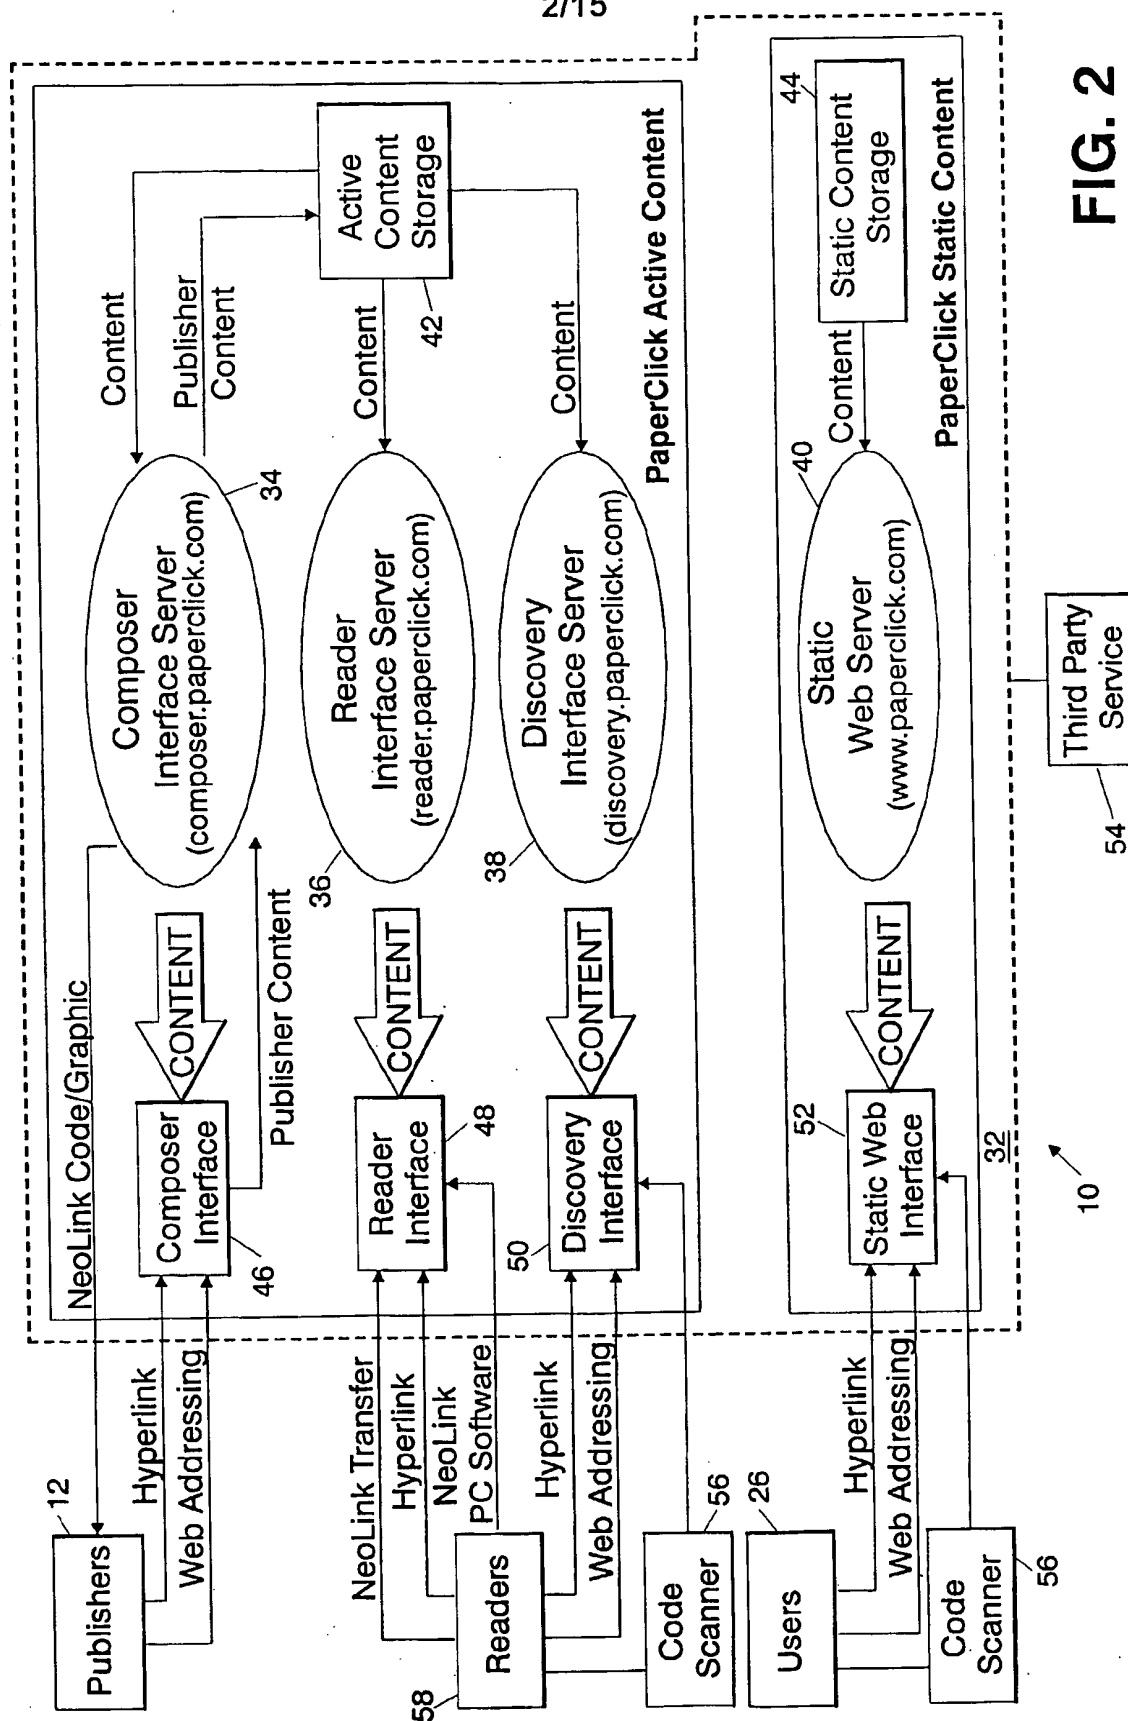 2/15
12
Publishers
Hyperlink
Web Addressing
NeoLink Code/Graphic
Composer
Interface
46
CONTENT
Publisher Content
Composer
Interface Server
(composer.paperclick.com)
34
Content
Publisher
Content
Active
Content
Storage
42
58
Readers
NeoLink Transfer
Hyperlink
NeoLink
PC Software
Reader
Interface
48
CONTENT
36
Reader
Interface Server
(reader.paperclick.com)
Content
Hyperlink
Web Addressing
50
Discovery
Interface
CONTENT
38
Discovery
Interface Server
(discovery.paperclick.com)
Content
PaperClick Active Content
Code
Scanner
56
Users
26
Hyperlink
Web Addressing
52
Static Web
Interface
CONTENT
40
Static
Web Server
(www.paperclick.com)
Content
44
Static Content
Storage
PaperClick Static Content
Code
Scanner
56
32
10
Third Party
Service
54
FIG. 2